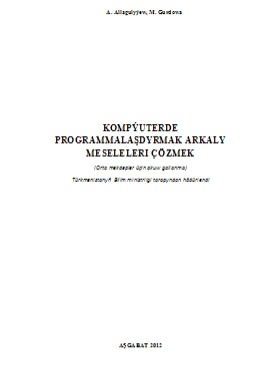 A. Allagulyýew, M. Gurdowa
KOMPÝUTERDE
PROGRAMMALAŞDYRMAK ARKALY
MESELELERI ÇÖZMEK
(Orta mekdepler üçin okuw gollanma)
Türkmenistanyň Bilim ministrligi tarapyndan hödürlendi
AŞGABAT 2012